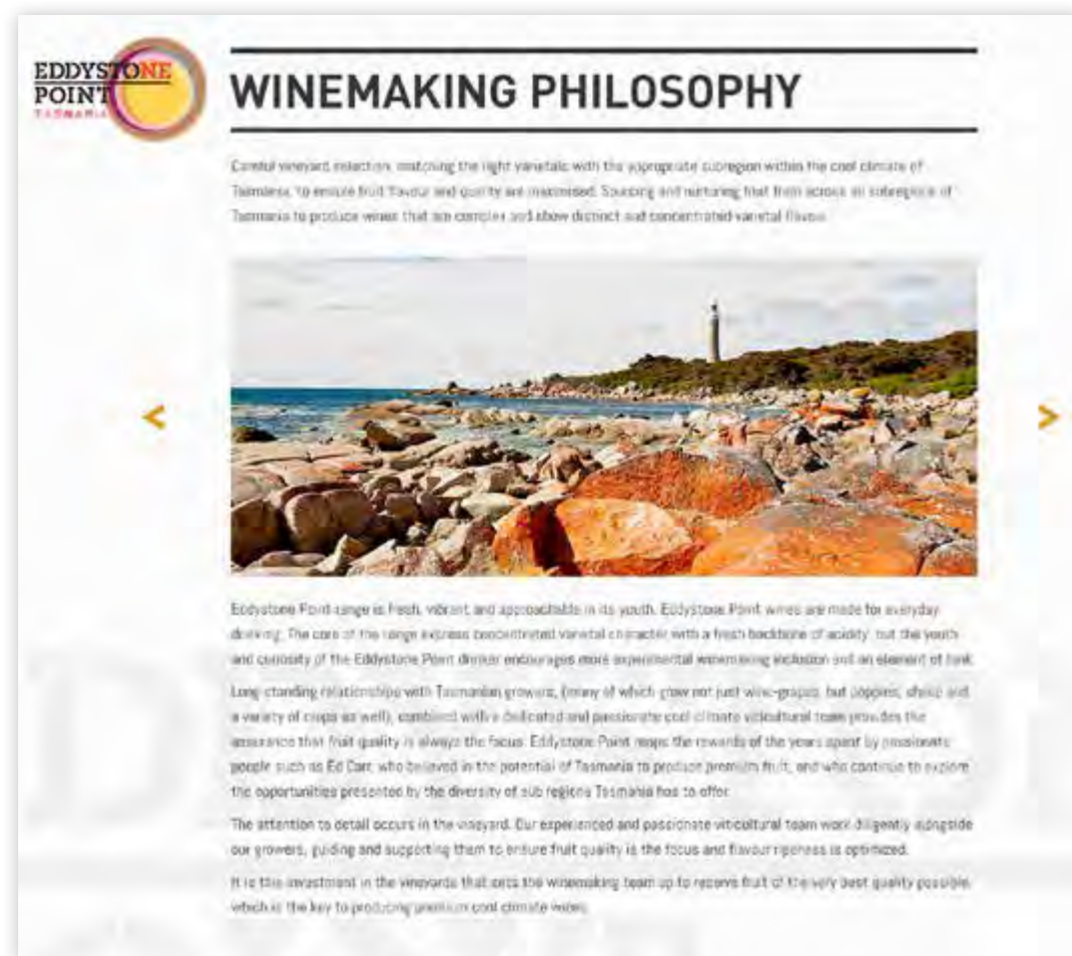 EDDYSTONE
POINT
TASMANIA
WINEMAKING PHILOSOPHY
Careful vineyard selection, matching the right varietals with the appropriate subregion within the cool climate of
Tasmania, to ensure fruit flavour and quality are maximised. Sourcing and nurturing fruit from across all subregions of
Tasmania to produce wines that are complex and show distinct and concentrated varietal flavour.
<
>
Eddystone Point range is fresh, vibrant and approachable in its youth. Eddystone Point wines are made for everyday
drinking. The core of the range express concentrated varietal character with a fresh backbone of acidity, but the youth
and curiosity of the Eddystone Point drinker encourages more experimental winemaking inclusion and an element of funk.
Long-standing relationships with Tasmanian growers, (many of which grow not just wine-grapes, but poppies, sheep and
a variety of crops as well), combined with a dedicated and passionate cool climate viticultural team provides the
assurance that fruit quality is always the focus. Eddystone Point reaps the rewards of the years spent by passionate
people such as Ed Carr, who believed in the potential of Tasmania to produce premium fruit, and who continue to explore
the opportunities presented by the diversity of sub regions Tasmania has to offer.
The attention to detail occurs in the vineyard. Our experienced and passionate viticultural team work diligently alongside
our growers, guiding and supporting them to ensure fruit quality is the focus and flavour ripeness is optimized.
It is this investment in the vineyards that sets the winemaking team up to receive fruit of the very best quality possible,
which is the key to producing premium cool climate wines.